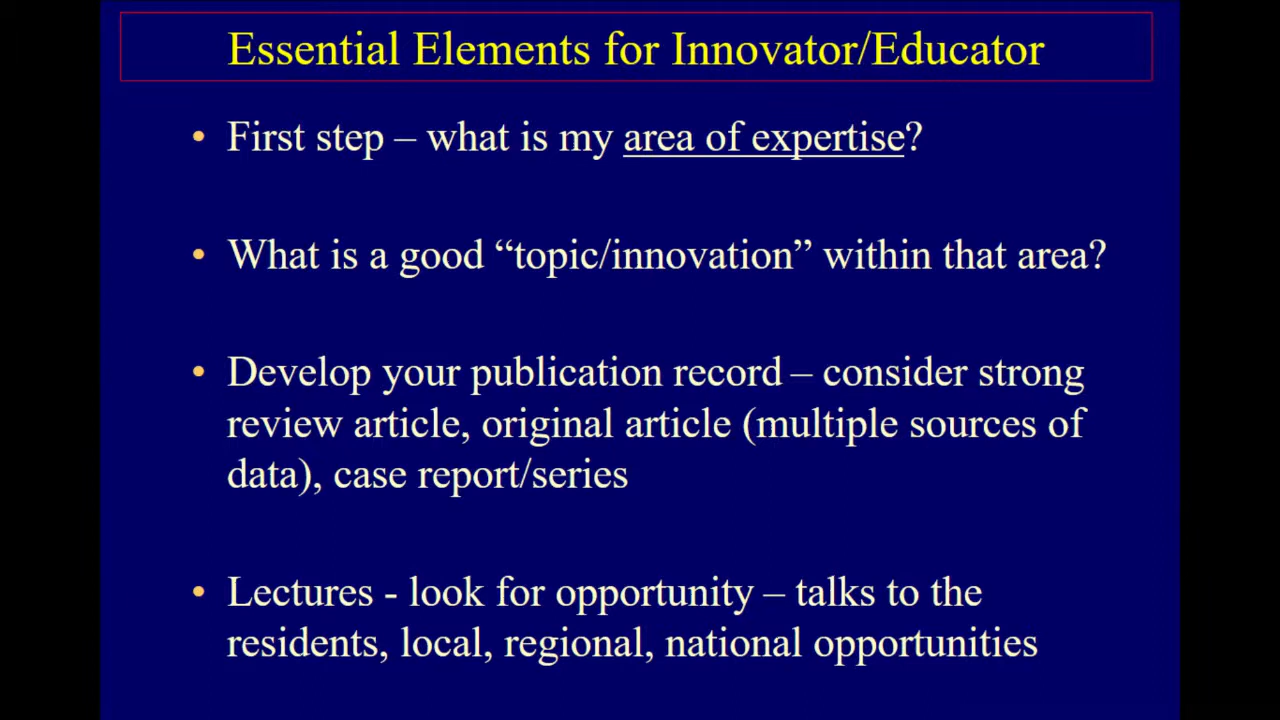 Essential Elements for Innovator/Educator
• First step – what is my area of expertise?
• What is a good “topic/innovation” within that area?
• Develop your publication record – consider strong
review article, original article (multiple sources of
data), case report/series
• Lectures - look for opportunity – talks to the
residents, local, regional, national opportunities